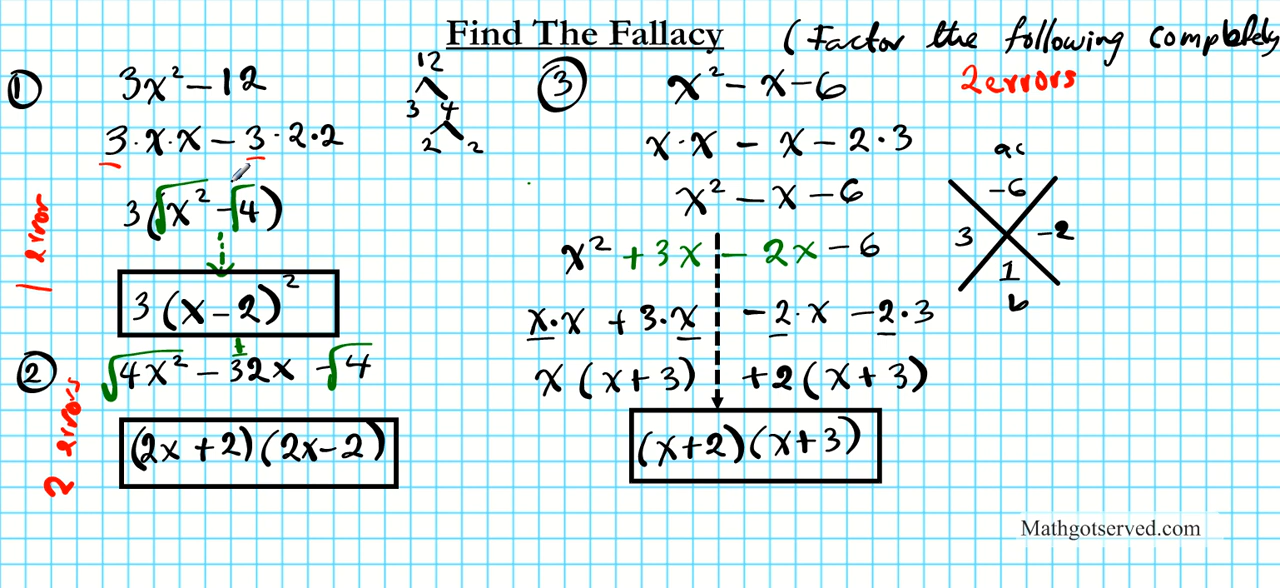 Find The Fallacy (Factor the following completely
① 3x² − 12
3·x·x − 3·2·2
3(√x² − √4)
3(x − 2)²
1 error
12
3 4
2 2
② √4x² − 32x − √4
+
(2x + 2)(2x − 2)
2 errors
③ x² − x − 6
2 errors
x·x − x − 2·3
x² − x − 6
x² + 3x − 2x − 6
x·x + 3·x − 2·x − 2·3
x(x + 3) + 2(x + 3)
(x + 2)(x + 3)
ac
−6
3 −2
1
b
Mathgotserved.com